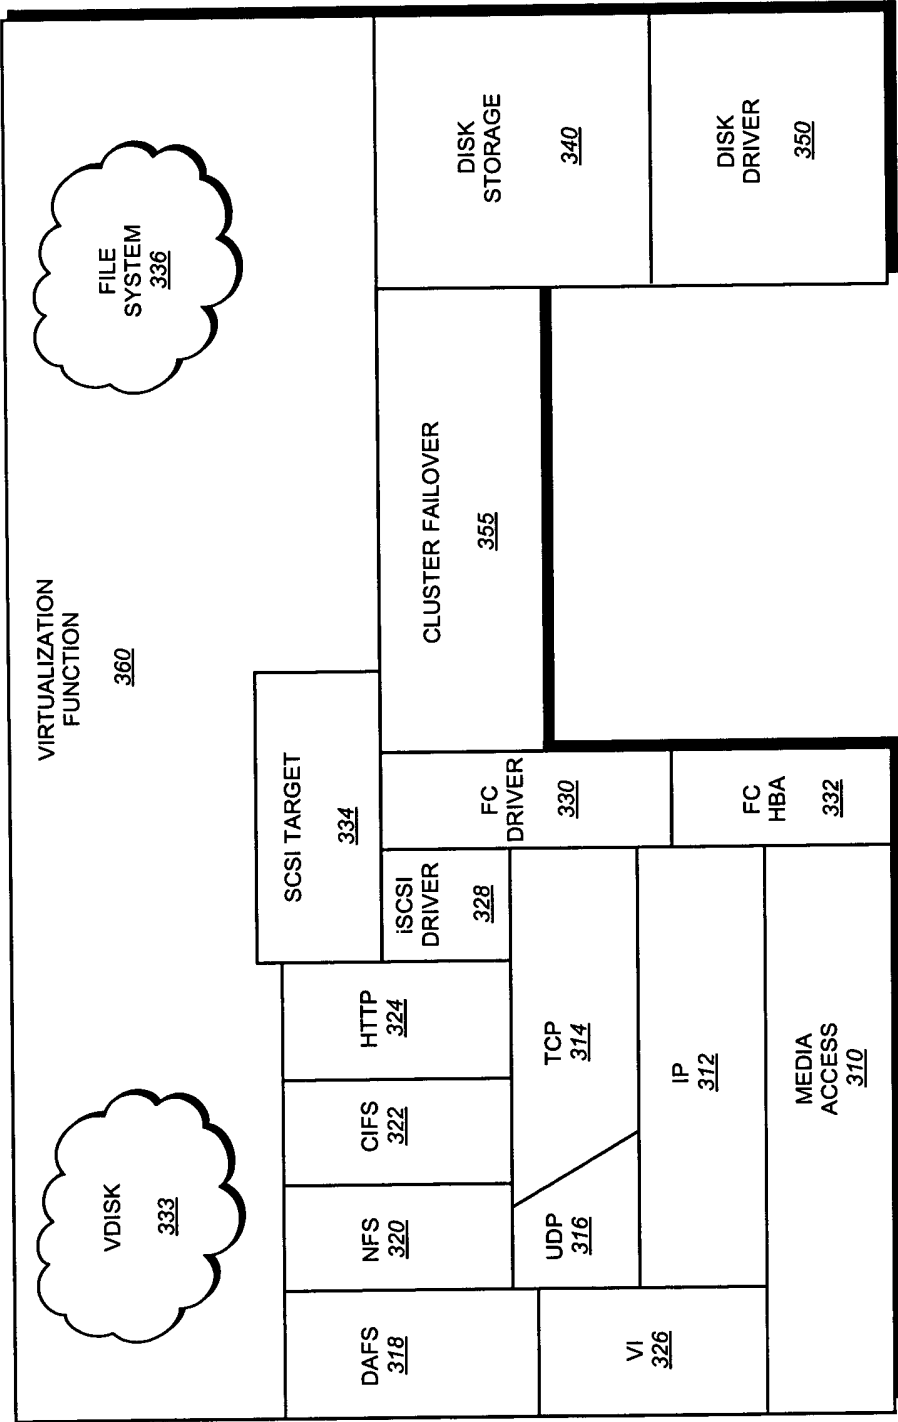 VIRTUALIZATION
FUNCTION
360
VDISK
333
FILE
SYSTEM
336
SCSI TARGET
334
DAFS
318
NFS
320
CIFS
322
HTTP
324
iSCSI
DRIVER
328
FC
DRIVER
330
CLUSTER FAILOVER
355
DISK
STORAGE
340
VI
326
UDP
316
TCP
314
IP
312
MEDIA
ACCESS
310
FC
HBA
332
DISK
DRIVER
350